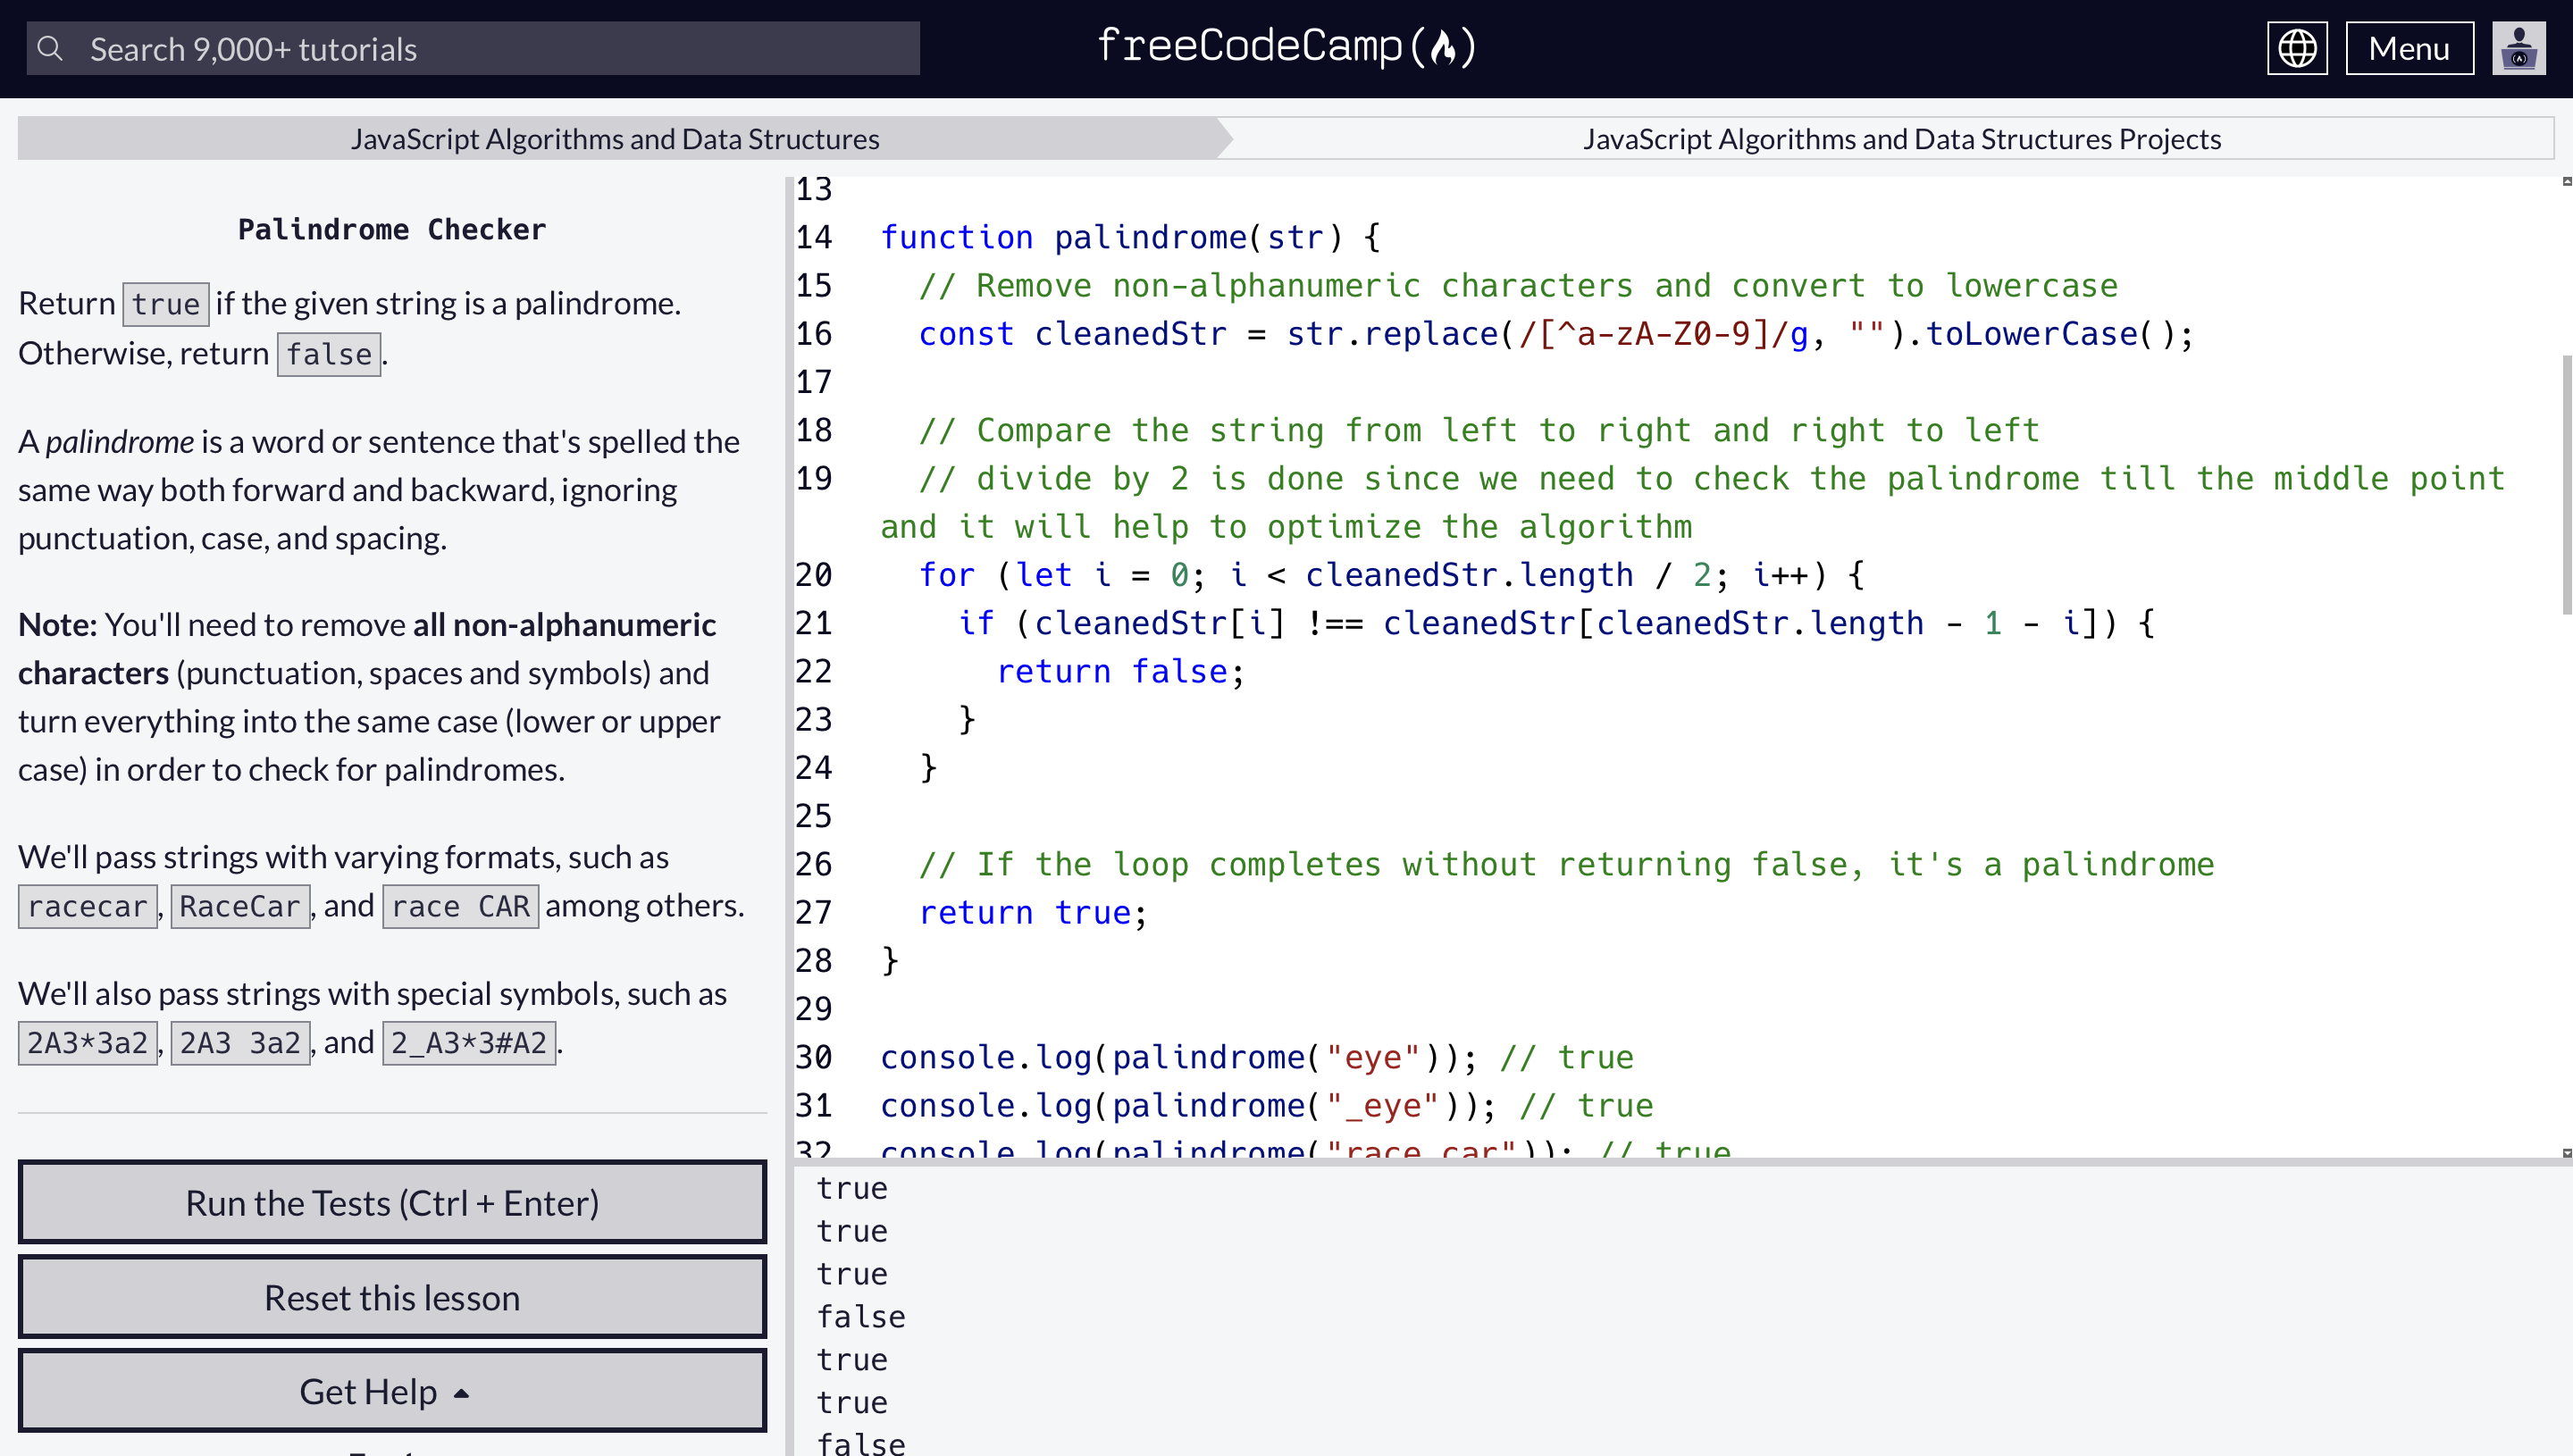 Search 9,000+ tutorials
freeCodeCamp
Menu
JavaScript Algorithms and Data Structures
JavaScript Algorithms and Data Structures Projects
Palindrome Checker
Return true if the given string is a palindrome.
Otherwise, return false.
A palindrome is a word or sentence that's spelled the
same way both forward and backward, ignoring
punctuation, case, and spacing.
Note: You'll need to remove all non-alphanumeric
characters (punctuation, spaces and symbols) and
turn everything into the same case (lower or upper
case) in order to check for palindromes.
We'll pass strings with varying formats, such as
racecar, RaceCar, and race CAR among others.
We'll also pass strings with special symbols, such as
2A3*3a2, 2A3 3a2, and 2_A3*3#A2.
Run the Tests (Ctrl + Enter)
Reset this lesson
Get Help
13
14 function palindrome(str) {
15 // Remove non-alphanumeric characters and convert to lowercase
16 const cleanedStr = str.replace(/[^a-zA-Z0-9]/g, "").toLowerCase();
17
18 // Compare the string from left to right and right to left
19 // divide by 2 is done since we need to check the palindrome till the middle point
and it will help to optimize the algorithm
20 for (let i = 0; i < cleanedStr.length / 2; i++) {
21 if (cleanedStr[i] !== cleanedStr[cleanedStr.length - 1 - i]) {
22 return false;
23 }
24 }
25
26 // If the loop completes without returning false, it's a palindrome
27 return true;
28 }
29
30 console.log(palindrome("eye")); // true
31 console.log(palindrome("_eye")); // true
32 console.log(palindrome("race car")); // true
true
true
true
false
true
true
false